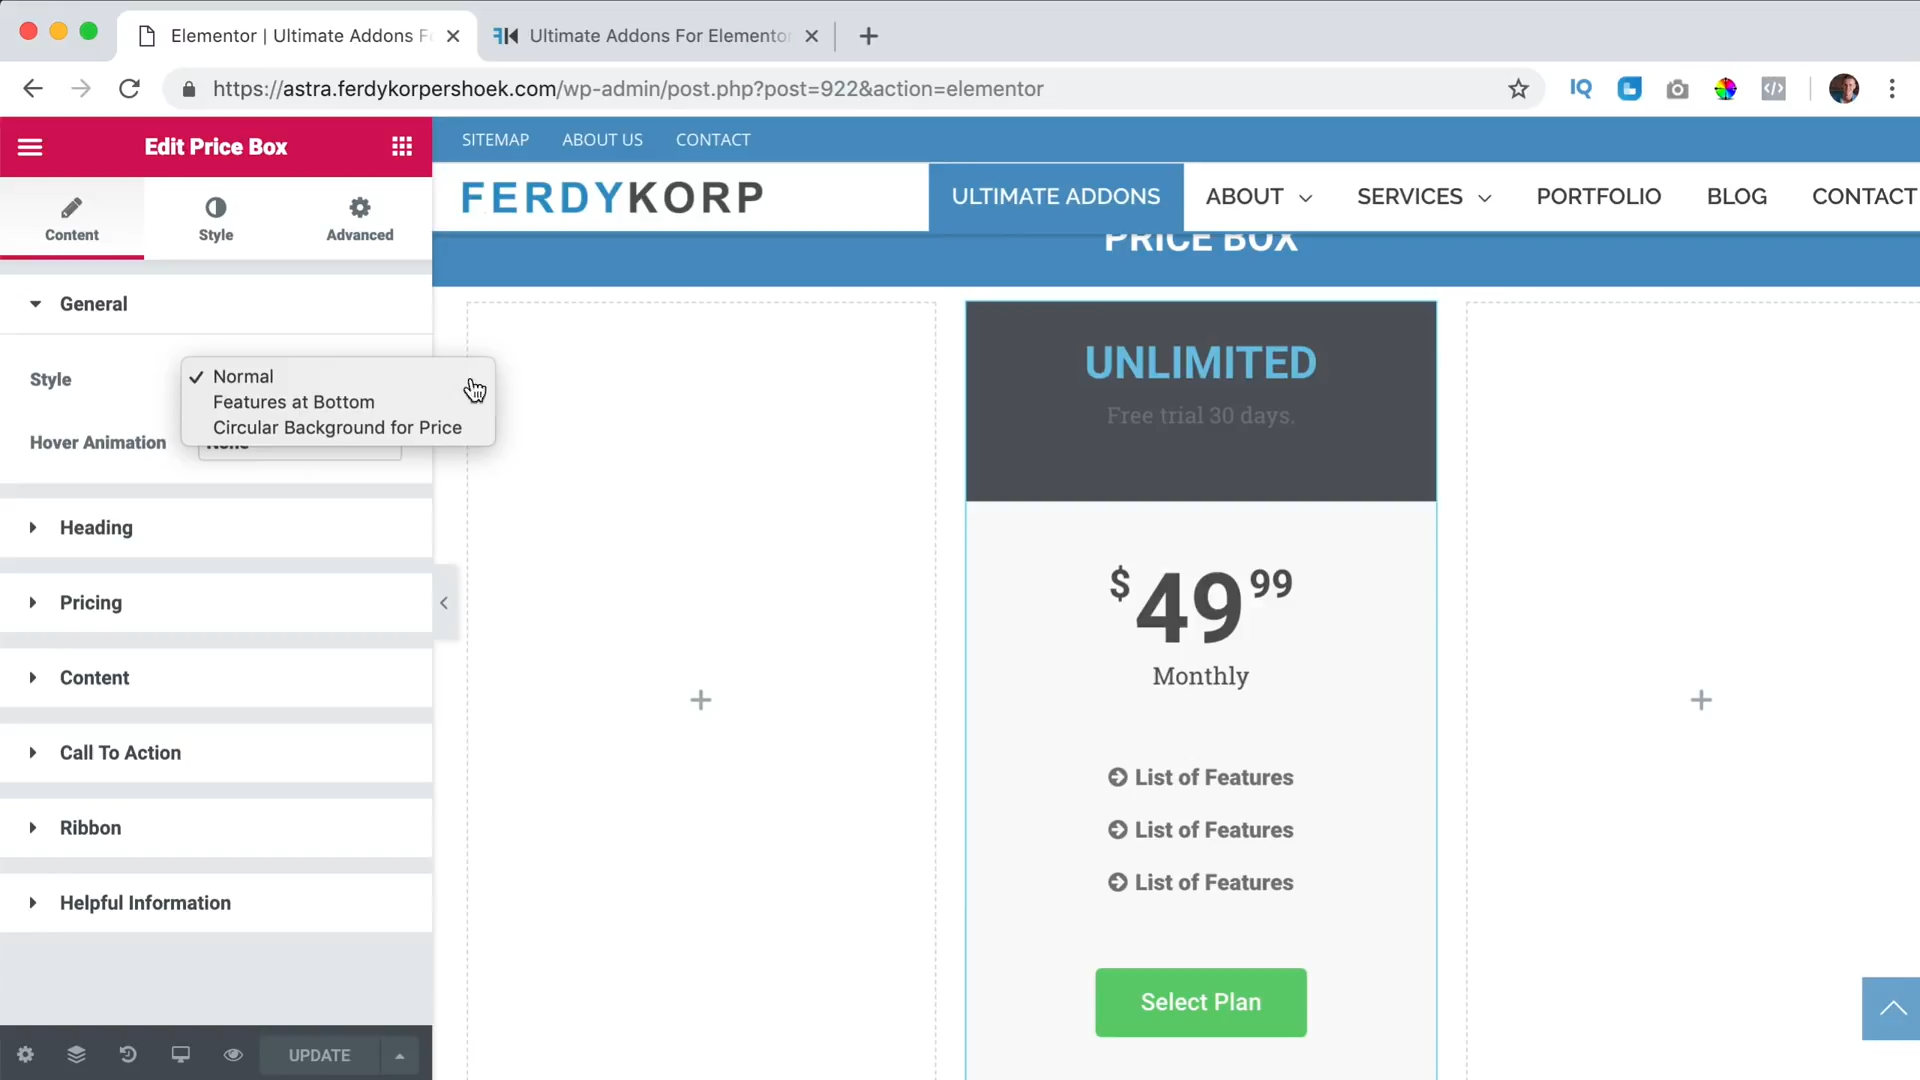 Elementor | Ultimate Addons F
Ultimate Addons For Elemento
https://astra.ferdykorpershoek.com/wp-admin/post.php?post=922&action=elementor
IQ
Edit Price Box
Content
Style
Advanced
General
Style
✓ Normal
Features at Bottom
Circular Background for Price
Hover Animation
None
Heading
Pricing
Content
Call To Action
Ribbon
Helpful Information
UPDATE
SITEMAP ABOUT US CONTACT
FERDYKORP
ULTIMATE ADDONS ABOUT SERVICES PORTFOLIO BLOG CONTACT
PRICE BOX
UNLIMITED
Free trial 30 days.
$49.99
Monthly
List of Features
List of Features
List of Features
Select Plan